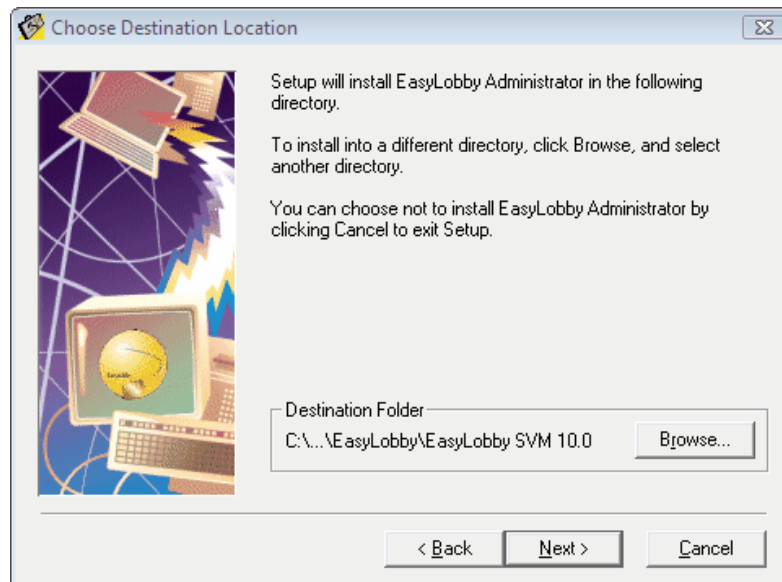 Choose Destination Location
Setup will install EasyLobby Administrator in the following
directory.
To install into a different directory, click Browse, and select
another directory.
You can choose not to install EasyLobby Administrator by
clicking Cancel to exit Setup.
Destination Folder
C:\...\EasyLobby\EasyLobby SVM 10.0
Browse...
< Back
Next >
Cancel